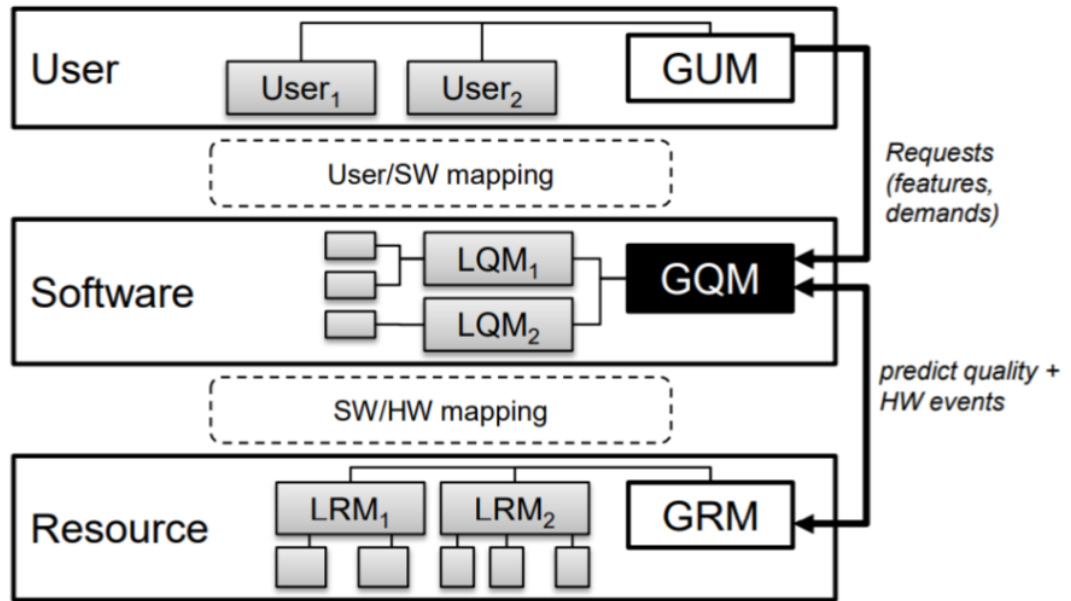 User
User₁
User₂
GUM
Requests
(features,
demands)
User/SW mapping
Software
LQM₁
LQM₂
GQM
predict quality +
HW events
SW/HW mapping
Resource
LRM₁
LRM₂
GRM